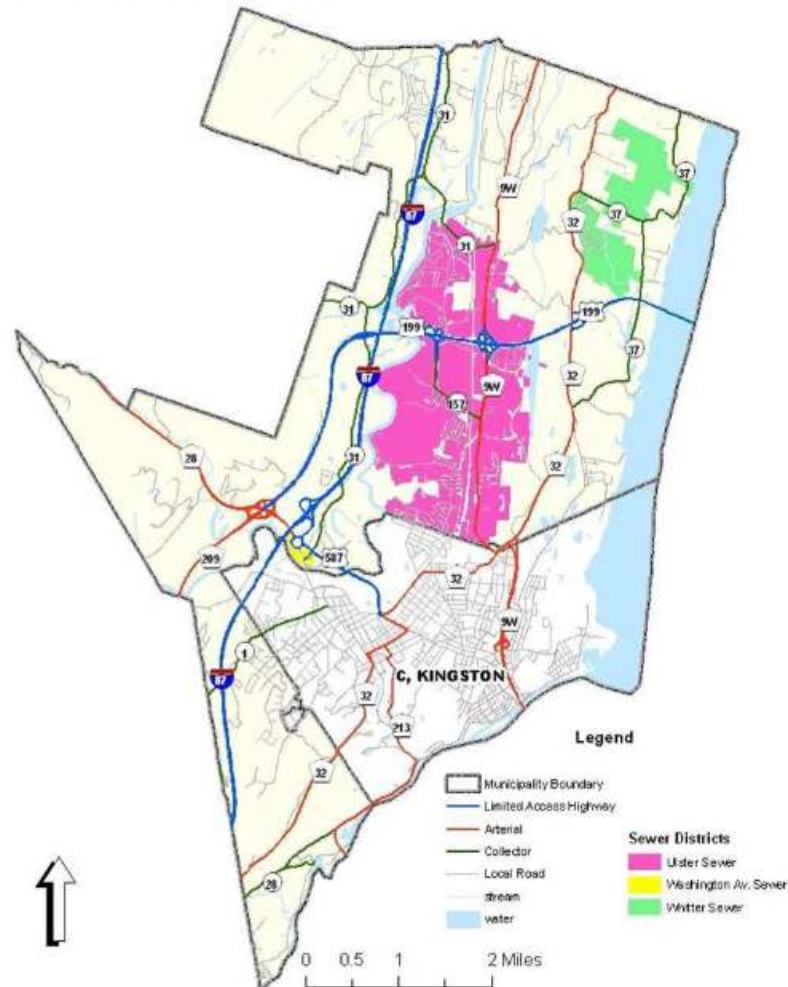 31
37
87
9W
32
37
31
31
199
199
37
87
9W
32
157
31
28
32
209
587
32
9W
1
87
C, KINGSTON
32
213
32
28
Legend
Municipality Boundary
Limited Access Highway
Arterial
Collector
Local Road
stream
water
Sewer Districts
Ulster Sewer
Washington Av. Sewer
Whitter Sewer
0 0.5 1 2 Miles